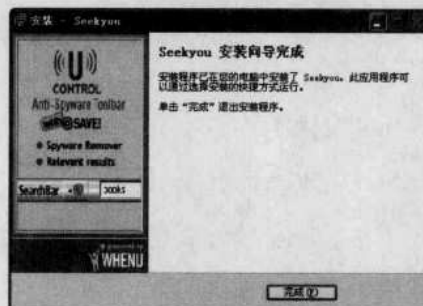 安装 - Seekyou
((U))
CONTROL
Anti-Spyware Toolbar
SAVE!
Spyware Remover
Relevant results
SearchBar
WHENU
Seekyou 安装向导完成
安装程序已在您的电脑中安装了 Seekyou。此应用程序可
以通过选择安装的快捷方式运行。
单击“完成”退出安装程序。
完成(F)